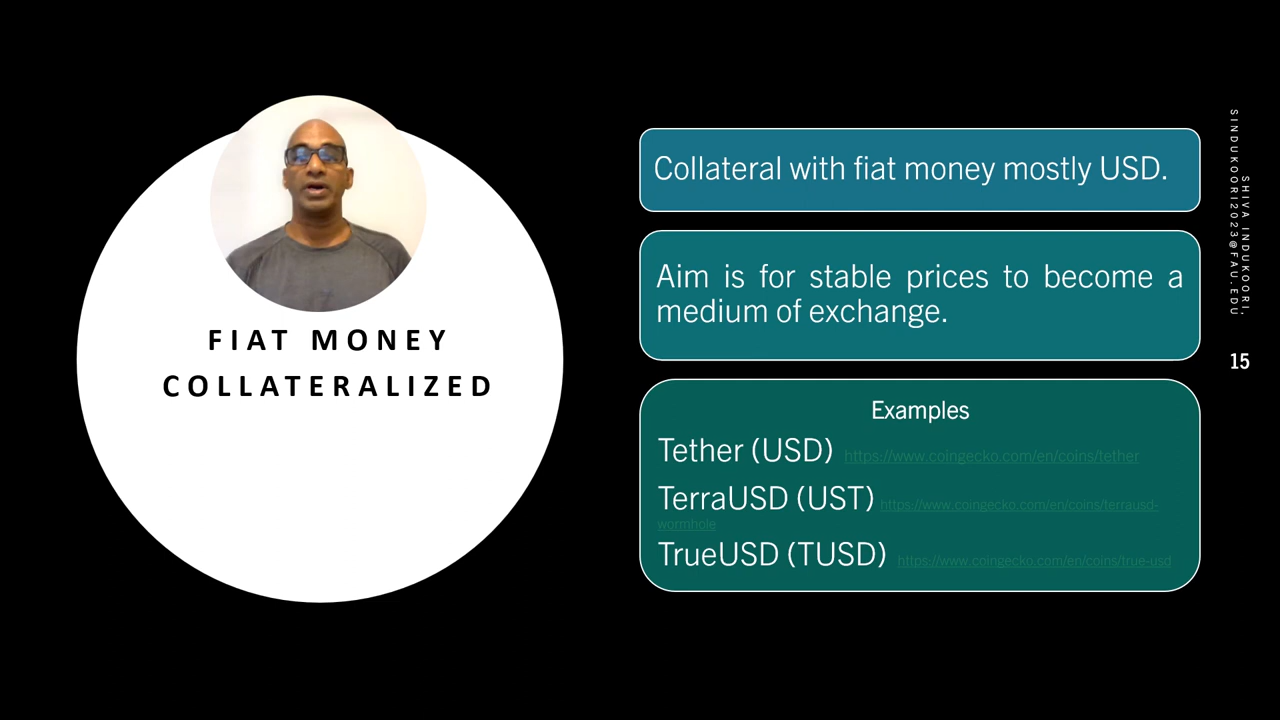 FIAT MONEY
COLLATERALIZED
Collateral with fiat money mostly USD.
Aim is for stable prices to become a
medium of exchange.
Examples
Tether (USD) https://www.coingecko.com/en/coins/tether
TerraUSD (UST) https://www.coingecko.com/en/coins/terrausd-
wormhole
TrueUSD (TUSD) https://www.coingecko.com/en/coins/true-usd
SHIVA INDUKOORI,
SINDUKOORI2023@FAU.EDU
15